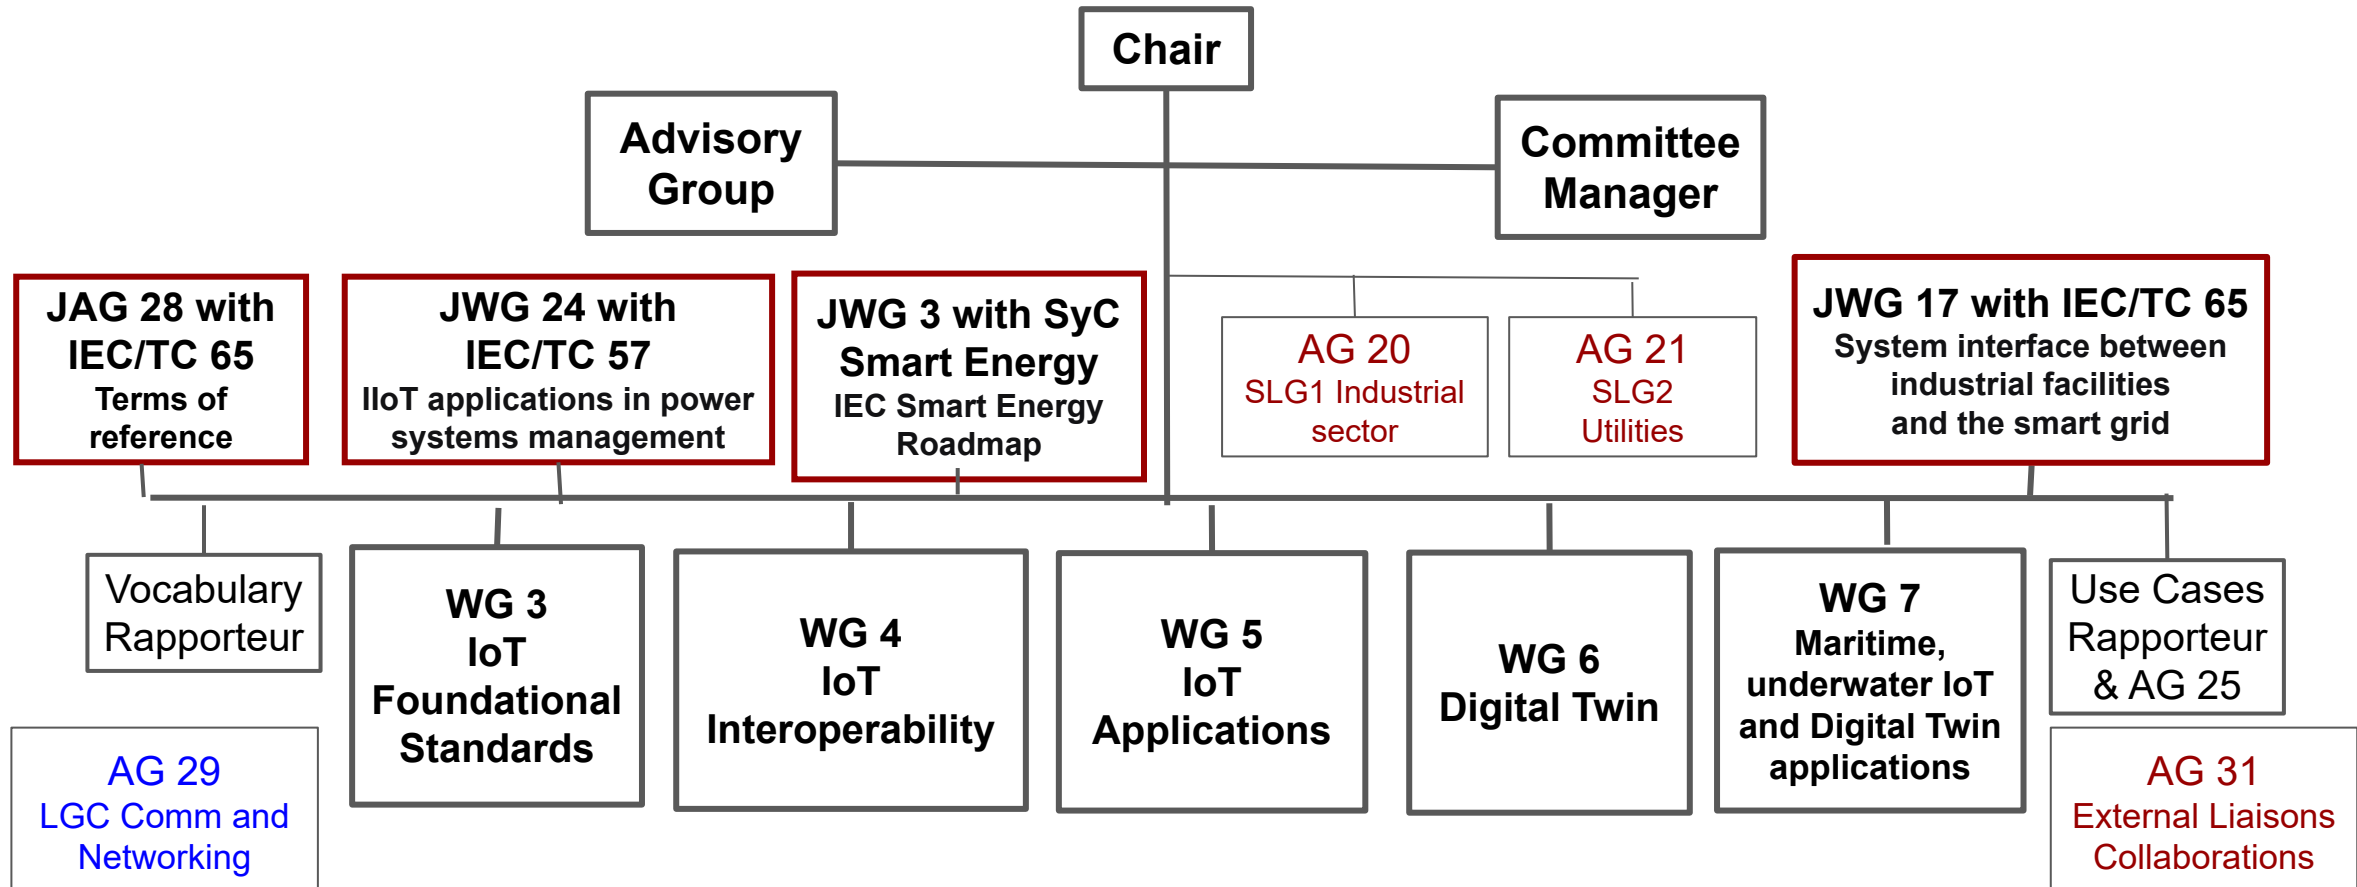 Chair
Advisory
Group
Committee
Manager
JAG 28 with
IEC/TC 65
Terms of
reference
JWG 24 with
IEC/TC 57
IIoT applications in power
systems management
JWG 3 with SyC
Smart Energy
IEC Smart Energy
Roadmap
AG 20
SLG1 Industrial
sector
AG 21
SLG2
Utilities
JWG 17 with IEC/TC 65
System interface between
industrial facilities
and the smart grid
Vocabulary
Rapporteur
WG 3
IoT
Foundational
Standards
WG 4
IoT
Interoperability
WG 5
IoT
Applications
WG 6
Digital Twin
WG 7
Maritime,
underwater IoT
and Digital Twin
applications
Use Cases
Rapporteur
& AG 25
AG 29
LGC Comm and
Networking
AG 31
External Liaisons
Collaborations